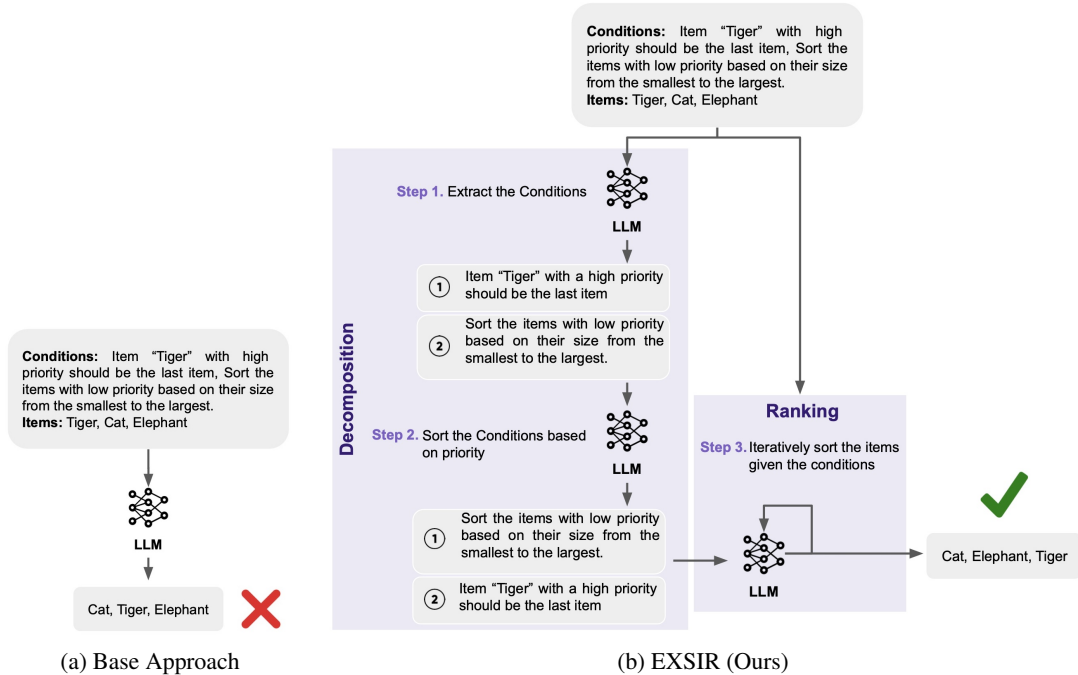 Conditions: Item “Tiger” with high
priority should be the last item, Sort the
items with low priority based on their size
from the smallest to the largest.
Items: Tiger, Cat, Elephant
LLM
Cat, Tiger, Elephant
(a) Base Approach
Conditions: Item “Tiger” with high
priority should be the last item, Sort the
items with low priority based on their size
from the smallest to the largest.
Items: Tiger, Cat, Elephant
Decomposition
Step 1. Extract the Conditions
LLM
1
Item “Tiger” with a high priority
should be the last item
2
Sort the items with low priority
based on their size from the
smallest to the largest.
Step 2. Sort the Conditions based
on priority
LLM
1
Sort the items with low priority
based on their size from the
smallest to the largest.
2
Item “Tiger” with a high priority
should be the last item
Ranking
Step 3. Iteratively sort the items
given the conditions
LLM
Cat, Elephant, Tiger
(b) EXSIR (Ours)